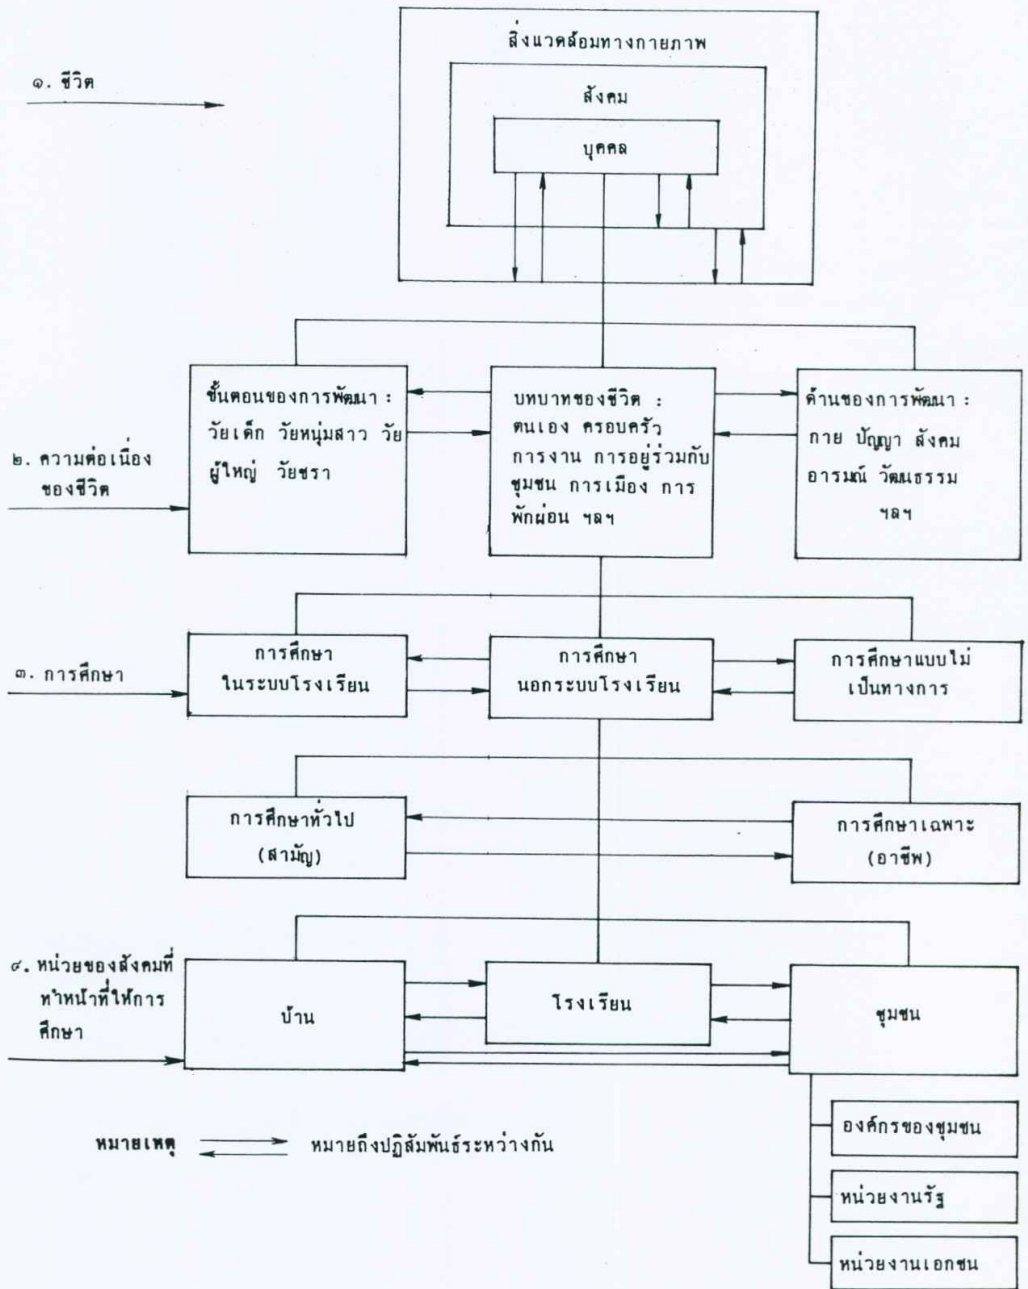 สิ่งแวดล้อมทางกายภาพ
๑. ชีวิต
สังคม
บุคคล
ขั้นตอนของการพัฒนา :
วัยเด็ก วัยหนุ่มสาว วัย
ผู้ใหญ่ วัยชรา
บทบาทของชีวิต :
ตนเอง ครอบครัว
การงาน การอยู่ร่วมกับ
ชุมชน การเมือง การ
พักผ่อน ฯลฯ
ด้านของการพัฒนา :
กาย ปัญญา สังคม
อารมณ์ วัฒนธรรม
ฯลฯ
๒. ความต่อเนื่อง
ของชีวิต
๓. การศึกษา
การศึกษา
ในระบบโรงเรียน
การศึกษา
นอกระบบโรงเรียน
การศึกษาแบบไม่
เป็นทางการ
การศึกษาทั่วไป
(สามัญ)
การศึกษาเฉพาะ
(อาชีพ)
๔. หน่วยของสังคมที่
ทำหน้าที่ให้การ
ศึกษา
บ้าน
โรงเรียน
ชุมชน
องค์กรของชุมชน
หน่วยงานรัฐ
หน่วยงานเอกชน
หมายเหตุ หมายถึงปฏิสัมพันธ์ระหว่างกัน